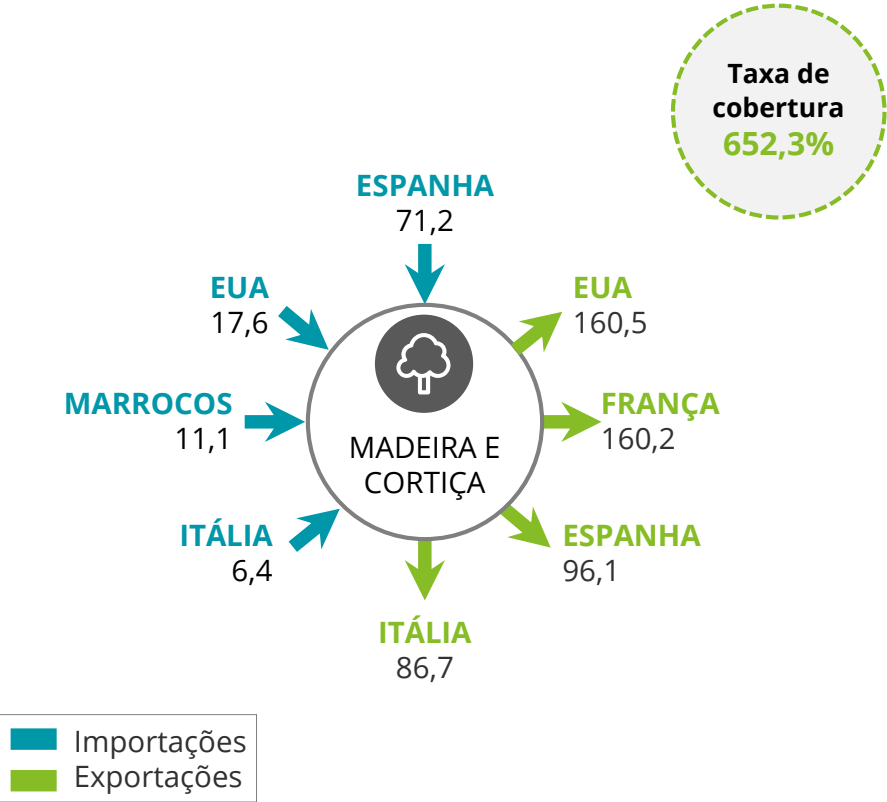 Taxa de
cobertura
652,3%
ESPANHA
71,2
EUA
17,6
EUA
160,5
MARROCOS
11,1
FRANÇA
160,2
MADEIRA E
CORTIÇA
ITÁLIA
6,4
ESPANHA
96,1
ITÁLIA
86,7
Importações
Exportações